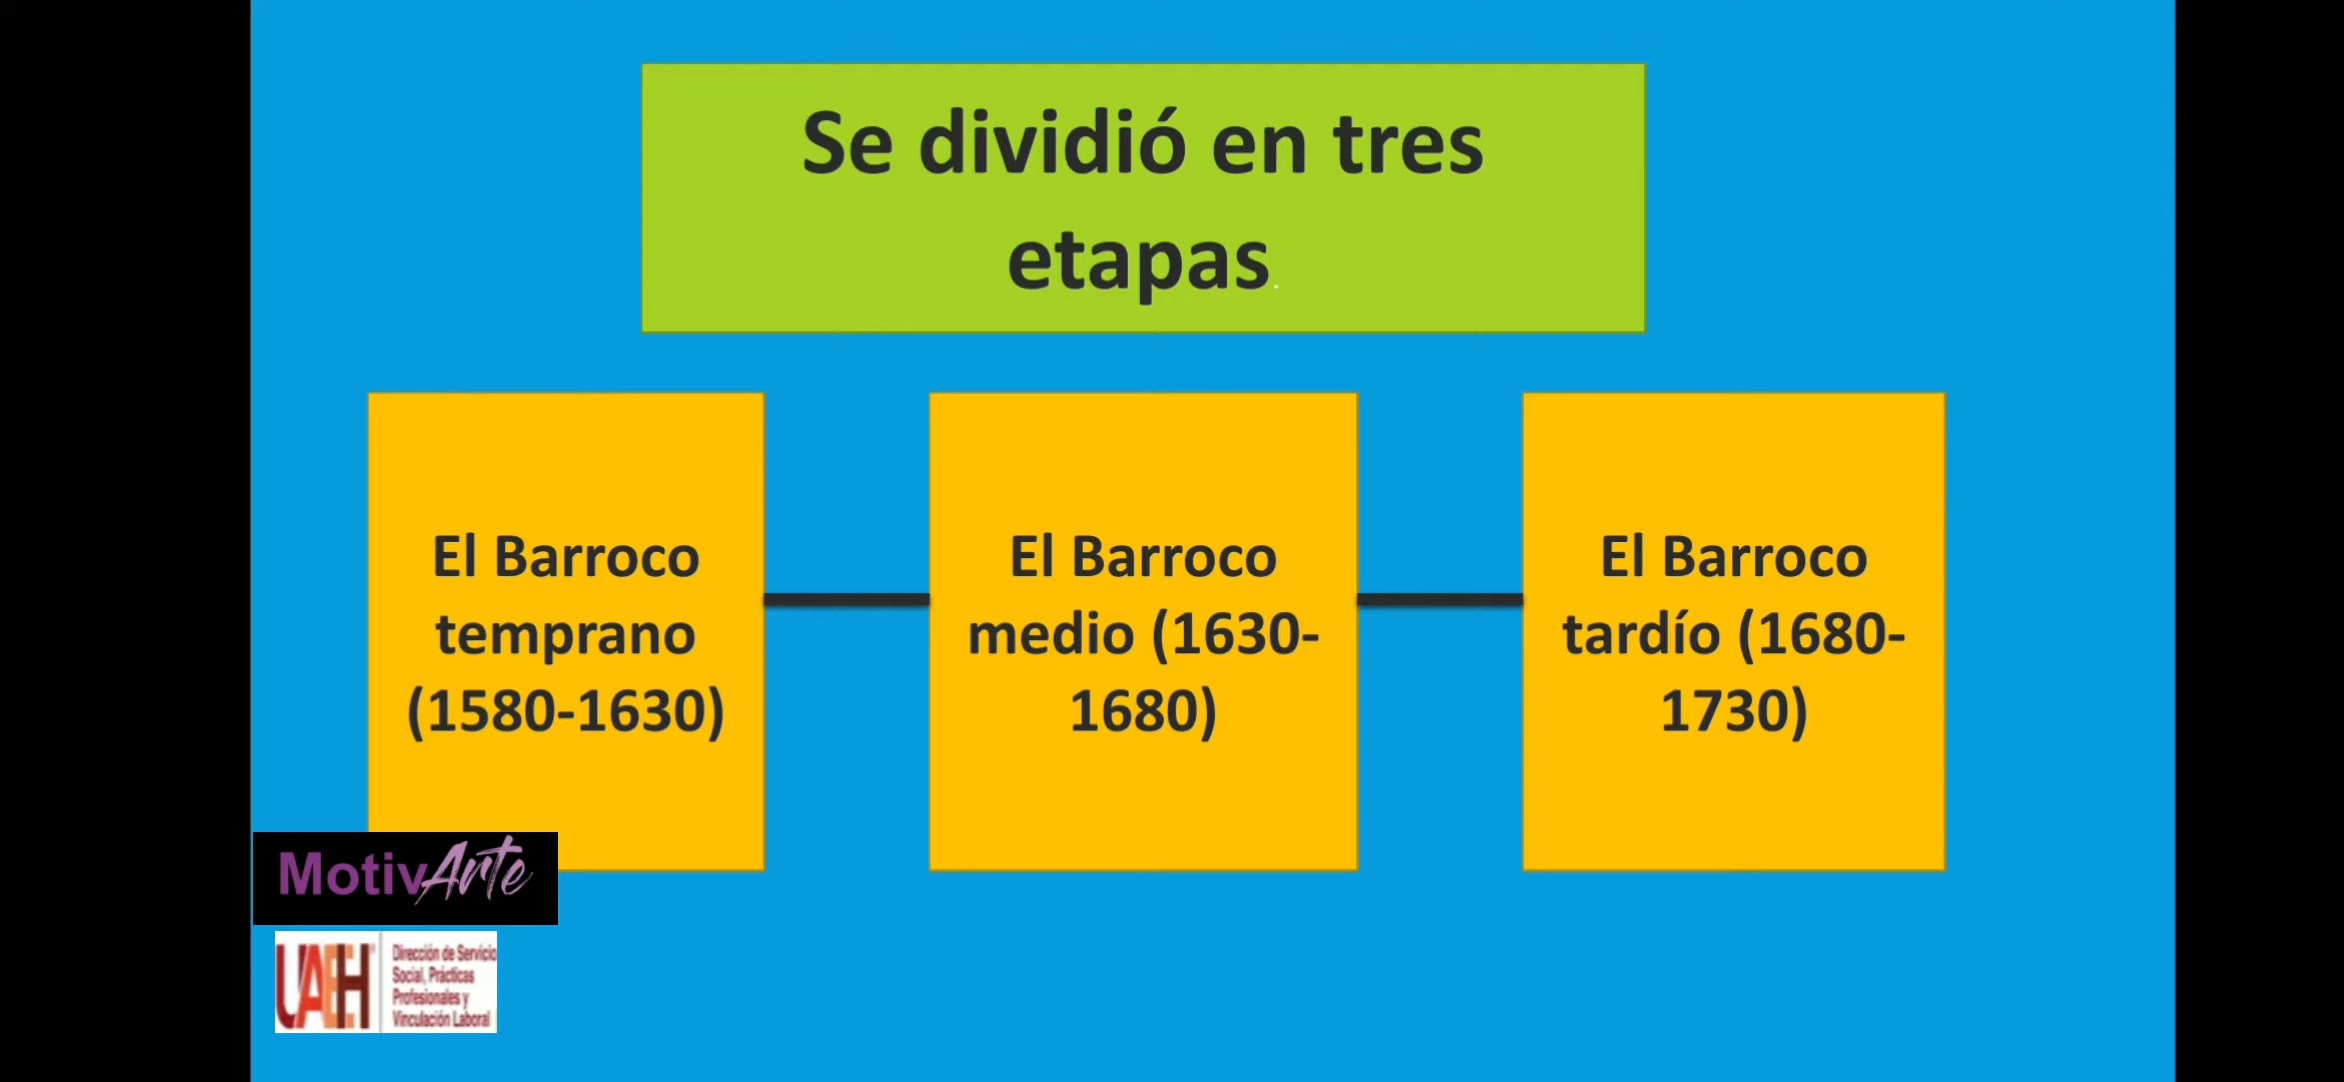 Se dividió en tres
etapas.
El Barroco
temprano
(1580-1630)
El Barroco
medio (1630-
1680)
El Barroco
tardío (1680-
1730)
MotivArte
UAEH
Dirección de Servicio
Social, Prácticas
Profesionales y
Vinculación Laboral